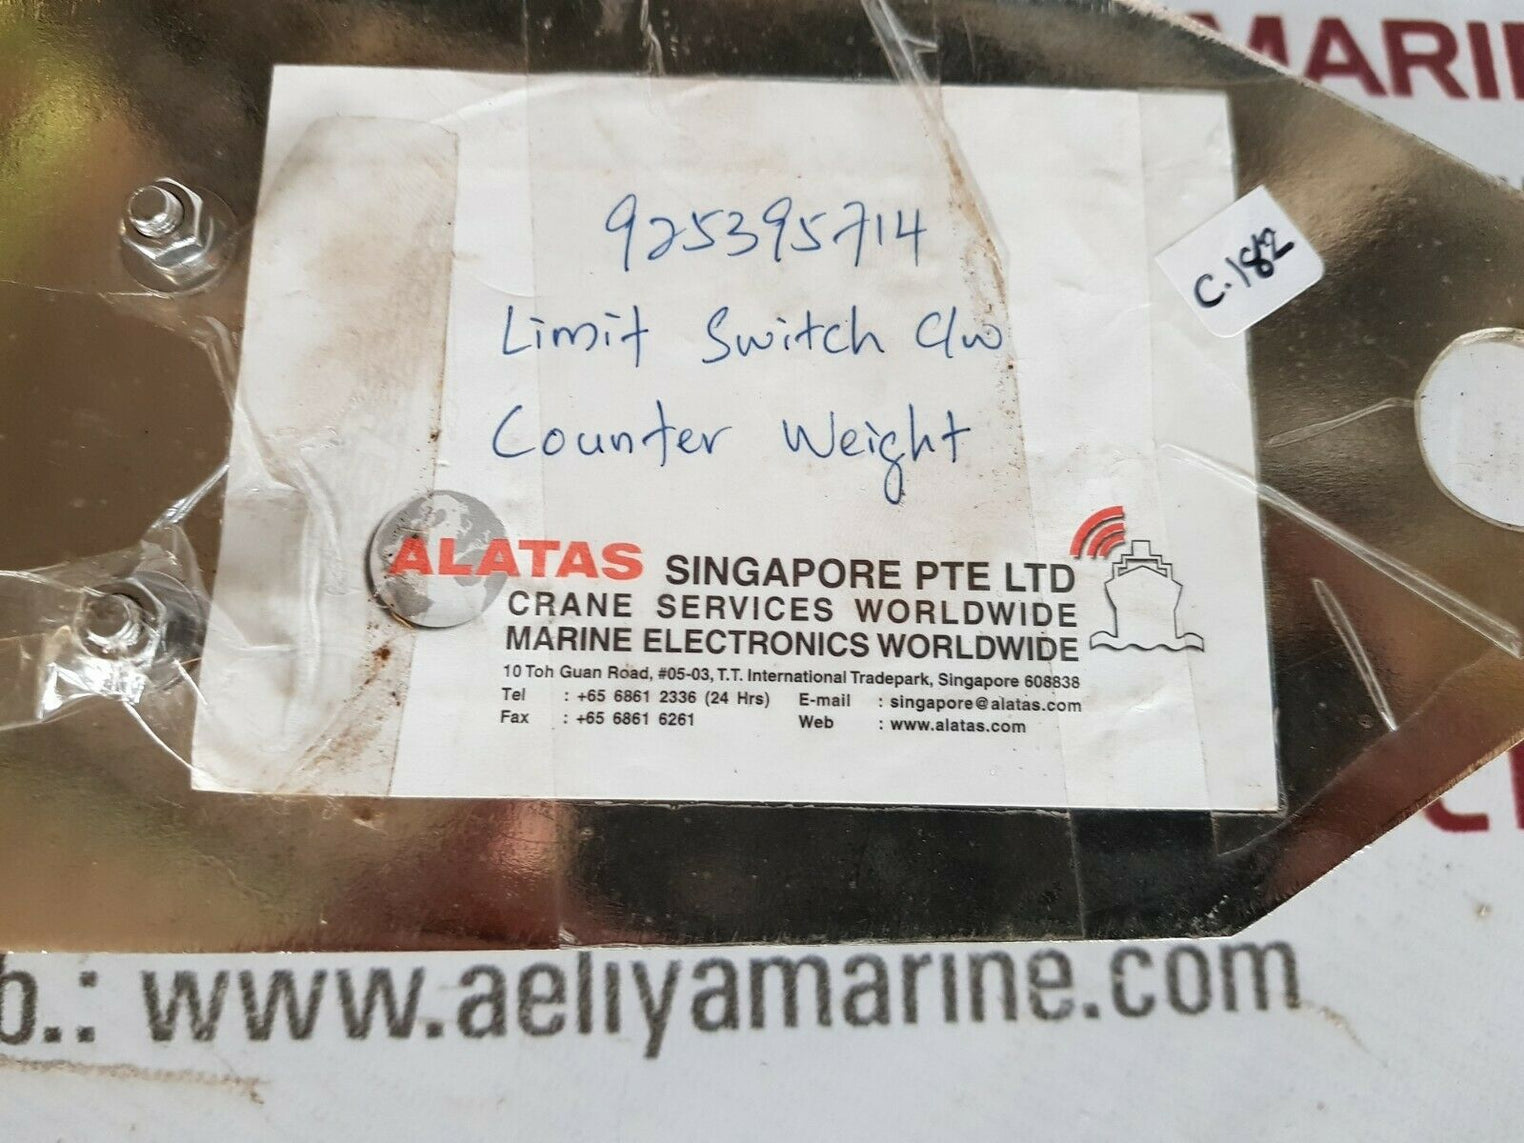 MARIN
925395714
C.182
Limit Switch C/w
Counter Weight
ALATAS SINGAPORE PTE LTD
CRANE SERVICES WORLDWIDE
MARINE ELECTRONICS WORLDWIDE
10 Toh Guan Road, #05-03, T.T. International Tradepark, Singapore 608838
Tel : +65 6861 2336 (24 Hrs) E-mail : singapore@alatas.com
Fax : +65 6861 6261 Web : www.alatas.com
b.: www.aeliyamarine.com